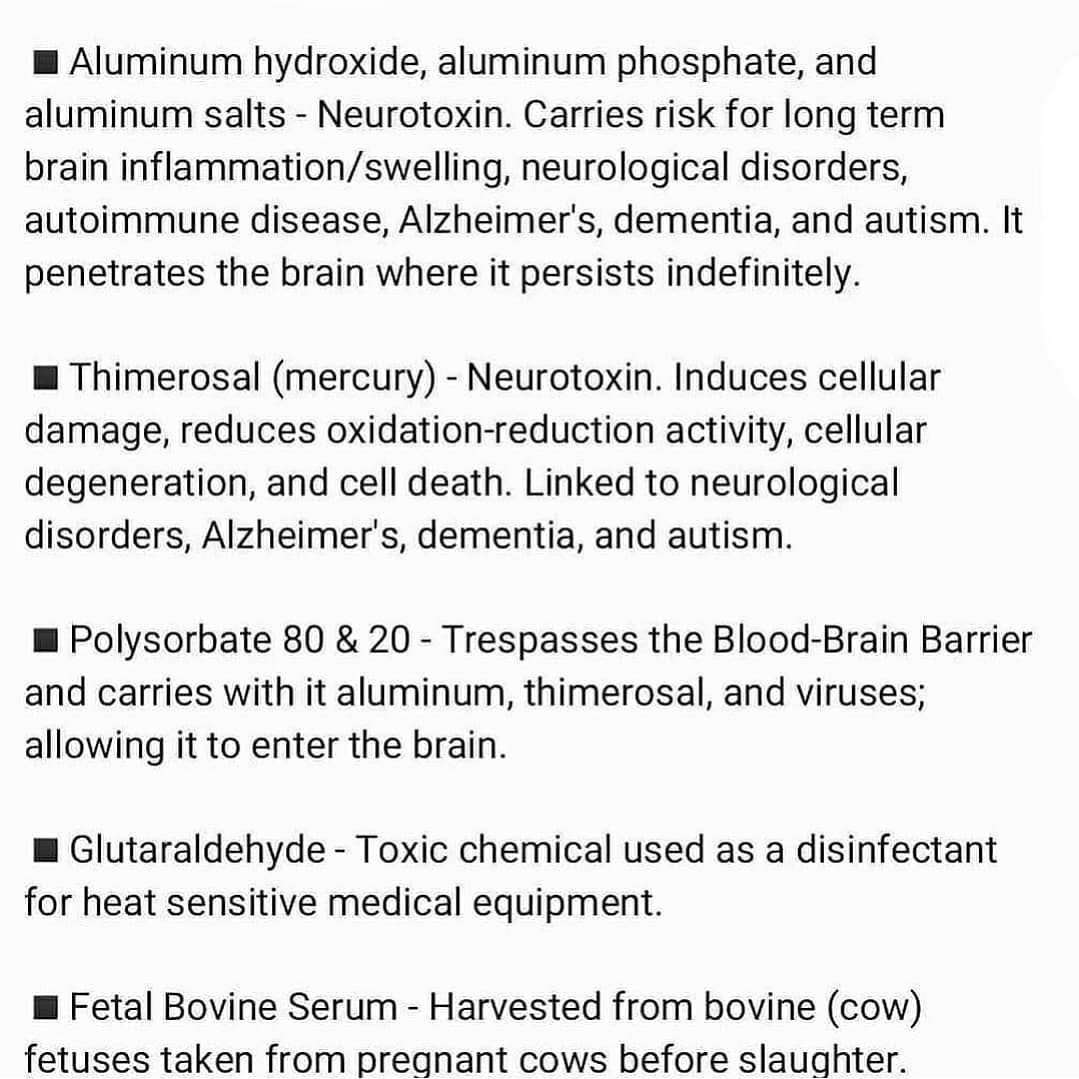 ◼ Aluminum hydroxide, aluminum phosphate, and
aluminum salts - Neurotoxin. Carries risk for long term
brain inflammation/swelling, neurological disorders,
autoimmune disease, Alzheimer's, dementia, and autism. It
penetrates the brain where it persists indefinitely.
◼ Thimerosal (mercury) - Neurotoxin. Induces cellular
damage, reduces oxidation-reduction activity, cellular
degeneration, and cell death. Linked to neurological
disorders, Alzheimer's, dementia, and autism.
◼ Polysorbate 80 & 20 - Trespasses the Blood-Brain Barrier
and carries with it aluminum, thimerosal, and viruses;
allowing it to enter the brain.
◼ Glutaraldehyde - Toxic chemical used as a disinfectant
for heat sensitive medical equipment.
◼ Fetal Bovine Serum - Harvested from bovine (cow)
fetuses taken from pregnant cows before slaughter.